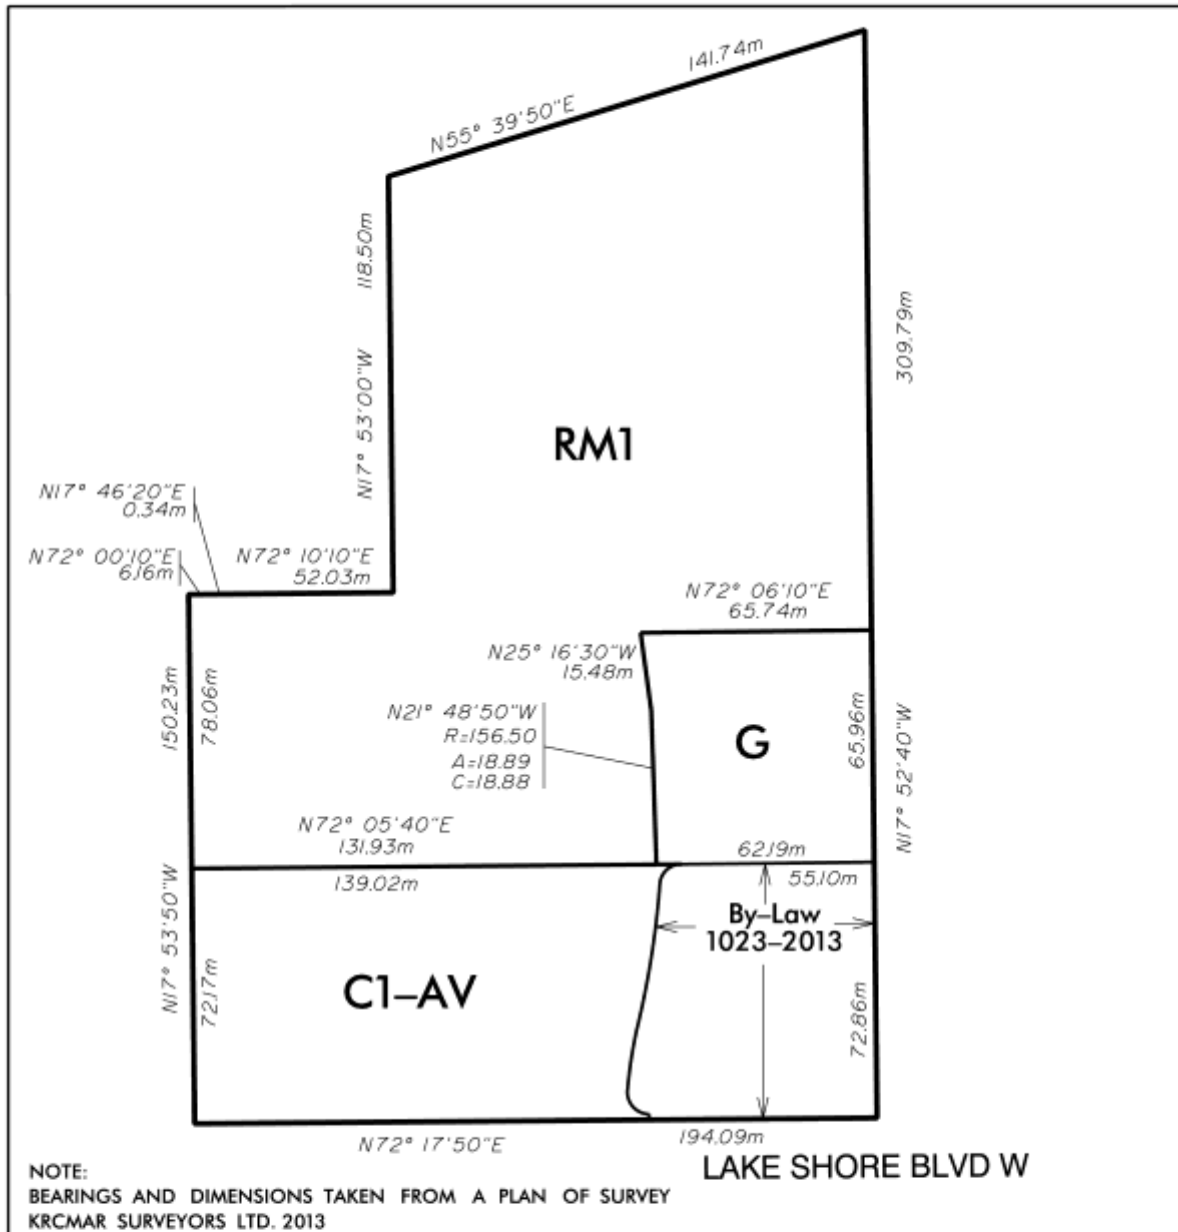 141.74m
N55° 39'50"E
118.50m
N17° 53'00"W
309.79m
RM1
N17° 46'20"E
0.34m
N72° 00'10"E
6.16m
N72° 10'10"E
52.03m
N72° 06'10"E
65.74m
N25° 16'30"W
15.48m
150.23m
78.06m
N21° 48'50"W
R=156.50
A=18.89
C=18.88
G
65.96m
N17° 52'40"W
N72° 05'40"E
131.93m
62.19m
139.02m
55.10m
By-Law
1023-2013
N17° 53'50"W
72.17m
C1-AV
72.86m
N72° 17'50"E
194.09m
LAKE SHORE BLVD W
NOTE:
BEARINGS AND DIMENSIONS TAKEN FROM A PLAN OF SURVEY
KRCMAR SURVEYORS LTD. 2013